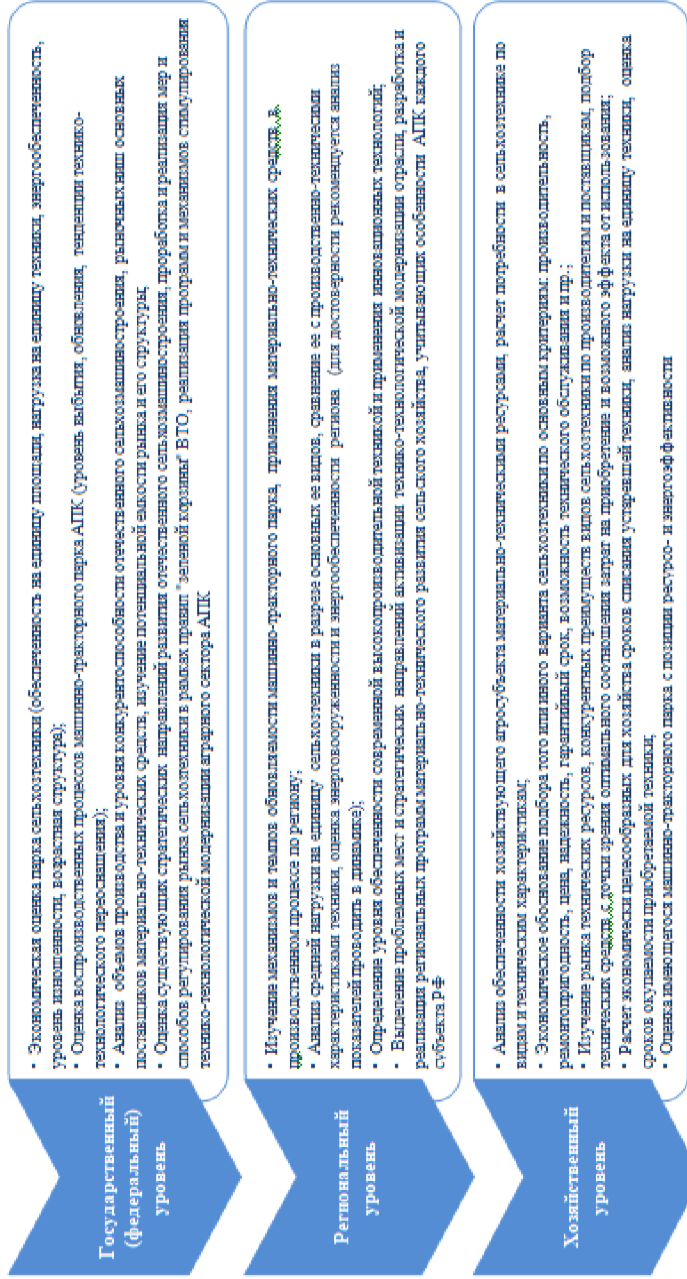 Государственный
(федеральный)
уровень
• Экономическая оценка парка сельхозтехники (обеспеченность на единицу площади, нагрузка на единицу техники, энергообеспеченность,
уровень изношенности, возрастная структура);
• Оценка воспроизводственных процессов машинно-тракторного парка АПК (уровень выбытия, обновления, тенденции технико-
технологического переоснащения);
• Анализ объемов производства и уровня конкурентоспособности отечественного сельхозмашиностроения, рыночных ниш основных
поставщиков материально-технических средств, изучение потенциальной емкости рынка и его структуры;
• Оценка существующих стратегических направлений развития отечественного сельхозмашиностроения, проработка и реализация мер и
способов регулирования рынка сельхозтехники в рамках правил "зеленой корзины" ВТО, реализация программ и механизмов стимулирования
технико-технологической модернизации аграрного сектора АПК
Региональный
уровень
• Изучение механизмов и темпов обновляемости машинно-тракторного парка, применения материально-технических средств в
производственном процессе по региону;
• Анализ средней нагрузки на единицу сельхозтехники в разрезе основных ее видов, сравнение ее с производственно-техническими
характеристиками техники, оценка энерговооруженности и энергообеспеченности региона (для достоверности рекомендуется анализ
показателей проводить в динамике);
• Определение уровня обеспеченности современной высокопроизводительной техникой и применения инновационных технологий;
• Выделение проблемных мест и стратегических направлений активизации технико-технологической модернизации отрасли, разработка и
реализация региональных программ материально-технического развития сельского хозяйства, учитывающих особенности АПК каждого
субъекта РФ
Хозяйственный
уровень
• Анализ обеспеченности хозяйствующего агросубъекта материально-техническими ресурсами, расчет потребности в сельхозтехнике по
видам и техническим характеристикам;
• Экономическое обоснование подбора того или иного варианта сельхозтехники по основным критериям: производительность,
ремонтопригодность, цена, надежность, гарантийный срок, возможность технического обслуживания и пр.;
• Изучение рынка технических ресурсов, конкурентных преимуществ видов сельхозтехники по производителям и поставщикам, подбор
технических средств с точки зрения оптимального соотношения затрат на приобретение и возможного эффекта от использования;
• Расчет экономически целесообразных для хозяйства сроков списания устаревшей техники, анализ нагрузки на единицу техники, оценка
сроков окупаемости приобретаемой техники;
• Оценка имеющегося машинно-тракторного парка с позиции ресурсо- и энергоэффективности